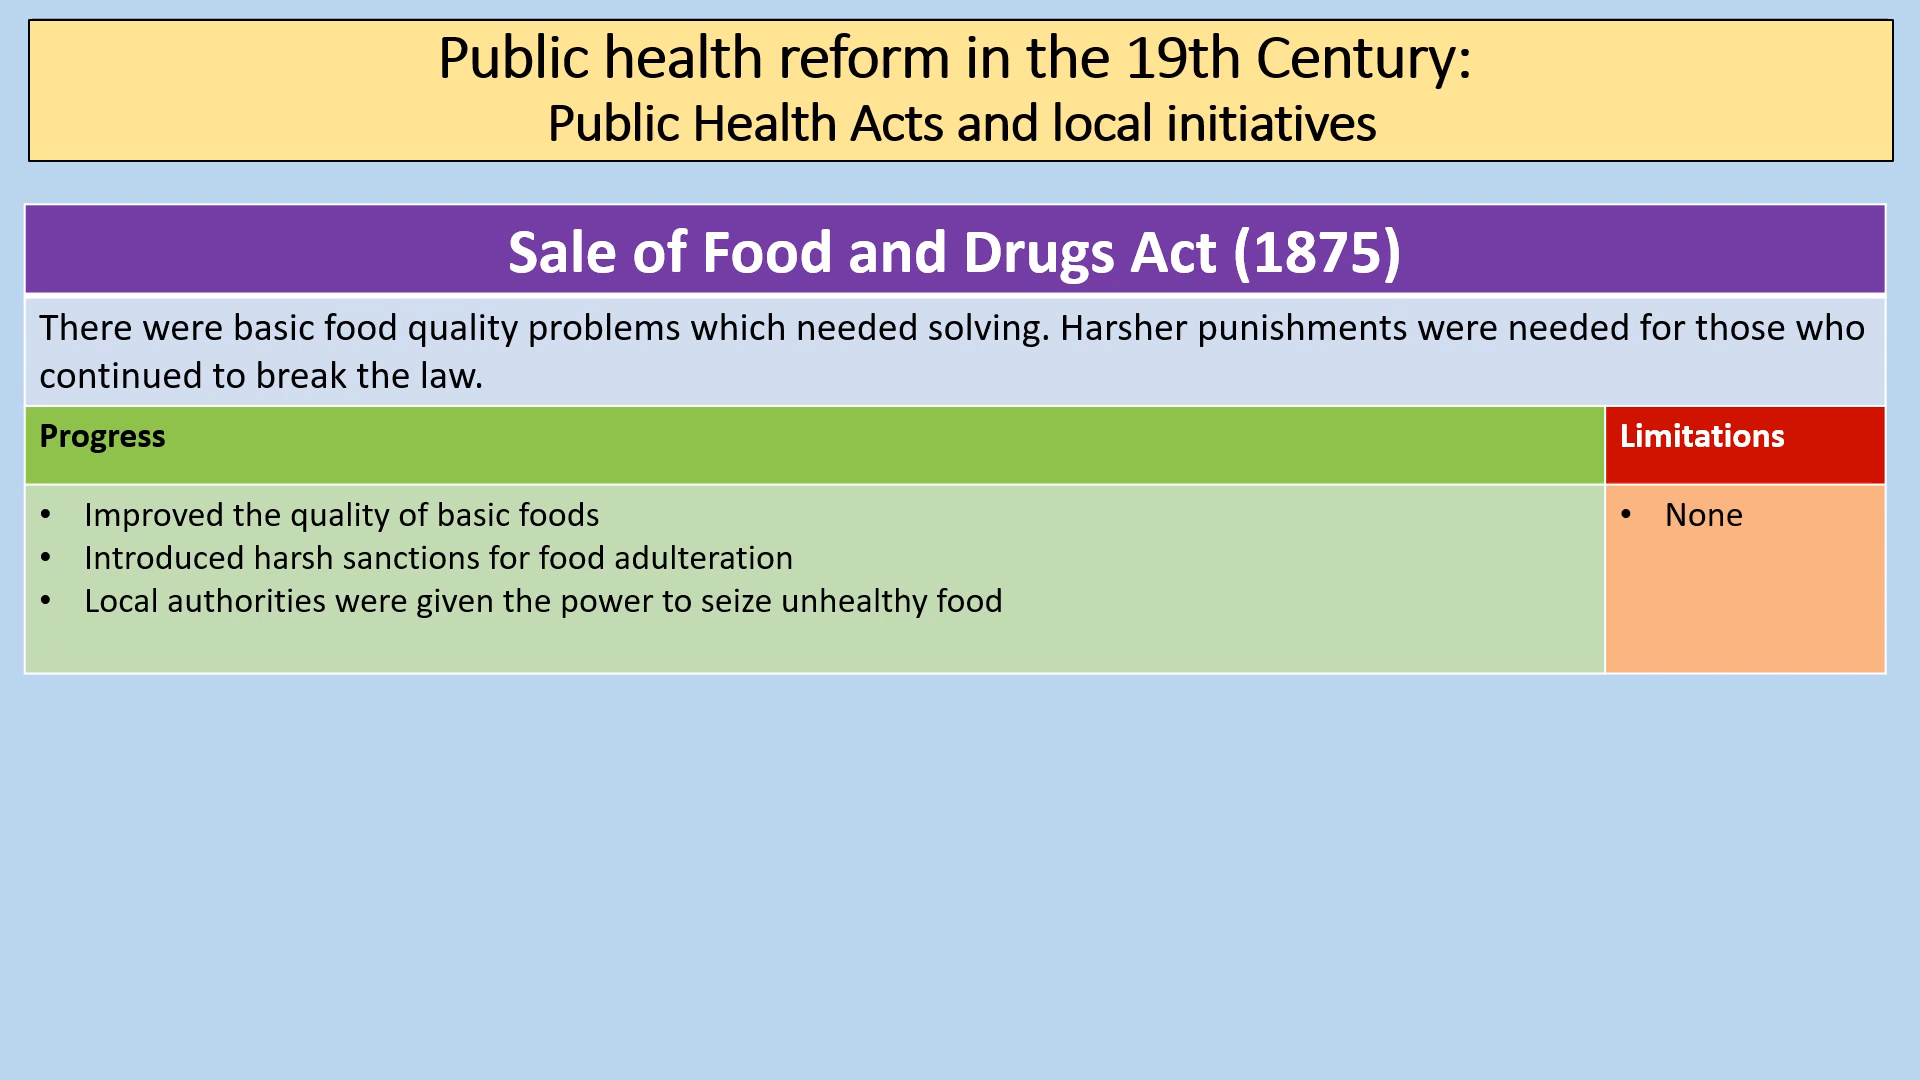 Public health reform in the 19th Century:
Public Health Acts and local initiatives
Sale of Food and Drugs Act (1875)
There were basic food quality problems which needed solving. Harsher punishments were needed for those who
continued to break the law.
Progress
Limitations
• Improved the quality of basic foods
• Introduced harsh sanctions for food adulteration
• Local authorities were given the power to seize unhealthy food
• None